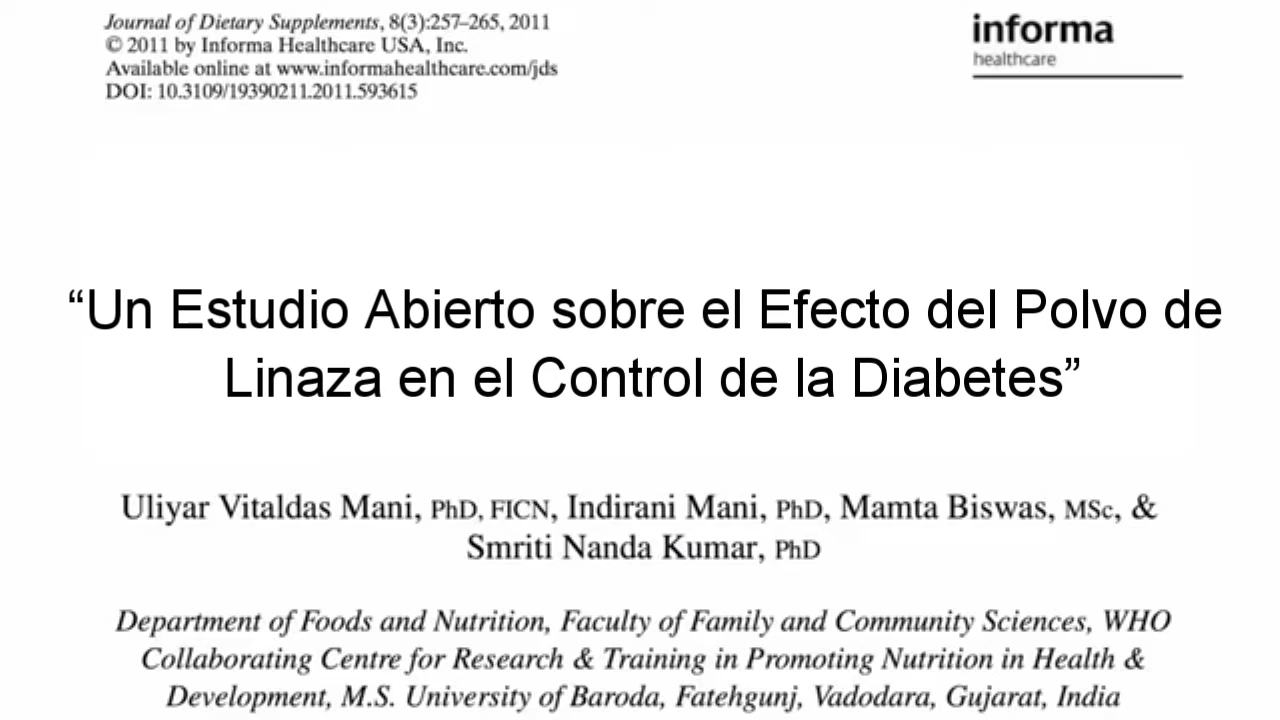 Journal of Dietary Supplements, 8(3):257–265, 2011
© 2011 by Informa Healthcare USA, Inc.
Available online at www.informahealthcare.com/jds
DOI: 10.3109/19390211.2011.593615
informa
healthcare
“Un Estudio Abierto sobre el Efecto del Polvo de
Linaza en el Control de la Diabetes”
Uliyar Vitaldas Mani, PhD, FICN, Indirani Mani, PhD, Mamta Biswas, MSc, &
Smriti Nanda Kumar, PhD
Department of Foods and Nutrition, Faculty of Family and Community Sciences, WHO
Collaborating Centre for Research & Training in Promoting Nutrition in Health &
Development, M.S. University of Baroda, Fatehgunj, Vadodara, Gujarat, India